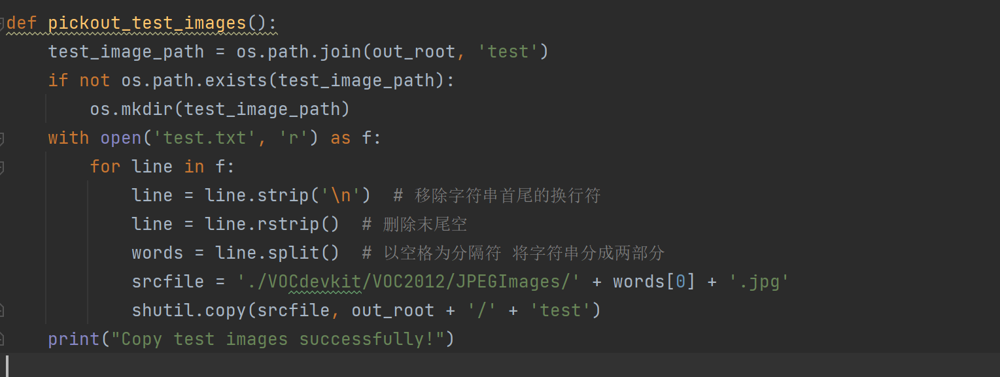 def pickout_test_images():
    test_image_path = os.path.join(out_root, 'test')
    if not os.path.exists(test_image_path):
        os.mkdir(test_image_path)
    with open('test.txt', 'r') as f:
        for line in f:
            line = line.strip('\n')  # 移除字符串首尾的换行符
            line = line.rstrip()  # 删除末尾空
            words = line.split()  # 以空格为分隔符 将字符串分成两部分
            srcfile = './VOCdevkit/VOC2012/JPEGImages/' + words[0] + '.jpg'
            shutil.copy(srcfile, out_root + '/' + 'test')
    print("Copy test images successfully!")